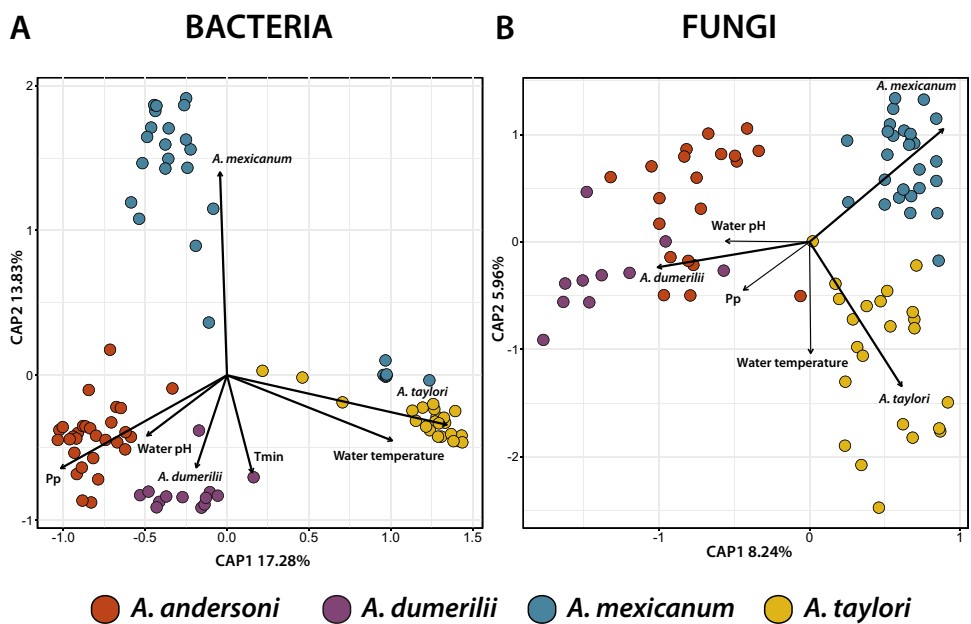 A BACTERIA
B FUNGI
2
1
0
-1
-1.0 -0.5 0.0 0.5 1.0 1.5
CAP1 17.28%
CAP2 13.83%
A. mexicanum
A. taylori
Water pH
Pp
A. dumerilii
Tmin
Water temperature
1
0
-1
-2
-1 0 1
CAP1 8.24%
CAP2 5.96%
A. mexicanum
Water pH
A. dumerilii
Pp
Water temperature
A. taylori
A. andersoni A. dumerilii A. mexicanum A. taylori